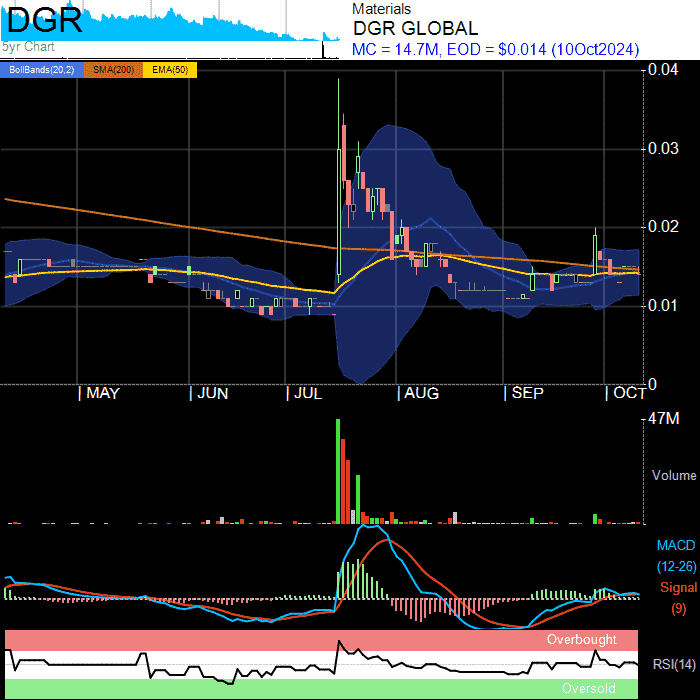 DGR
5yr Chart
Materials
DGR GLOBAL
MC = 14.7M, EOD = $0.014 (10Oct2024)
BollBands(20,2) SMA(200) EMA(50)
0.04
0.03
0.02
0.01
0
MAY JUN JUL AUG SEP OCT
47M
Volume
MACD
(12-26)
Signal
(9)
Overbought
RSI(14)
Oversold